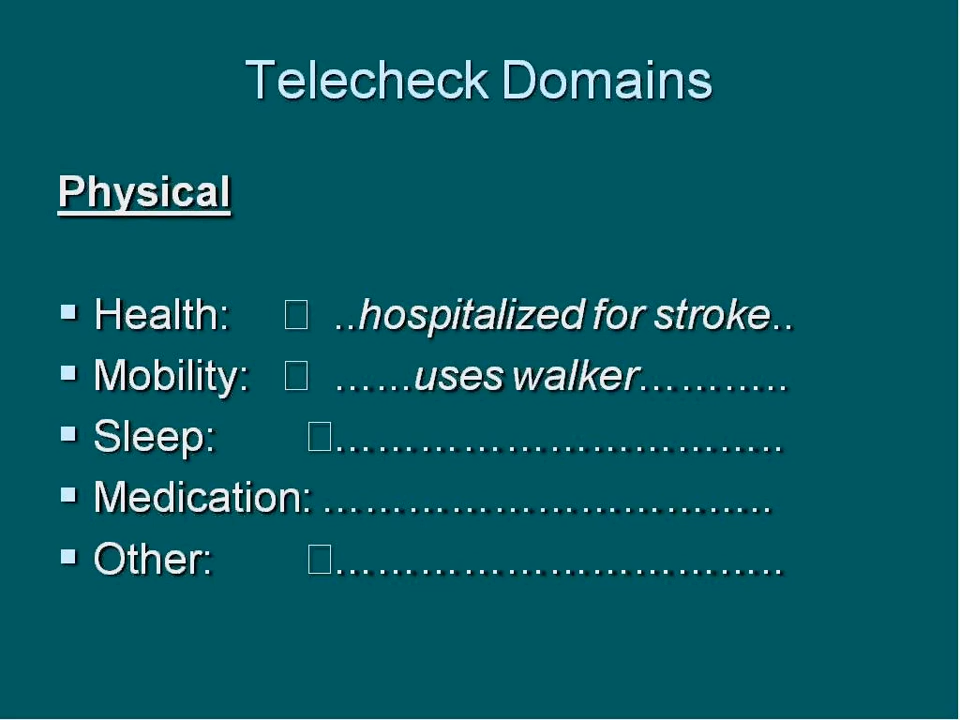 Telecheck Domains
Physical
▪ Health: □ ..hospitalized for stroke..
▪ Mobility: □ ……uses walker………..
▪ Sleep: □…………………………..
▪ Medication: …………………………..
▪ Other: □…………………………..